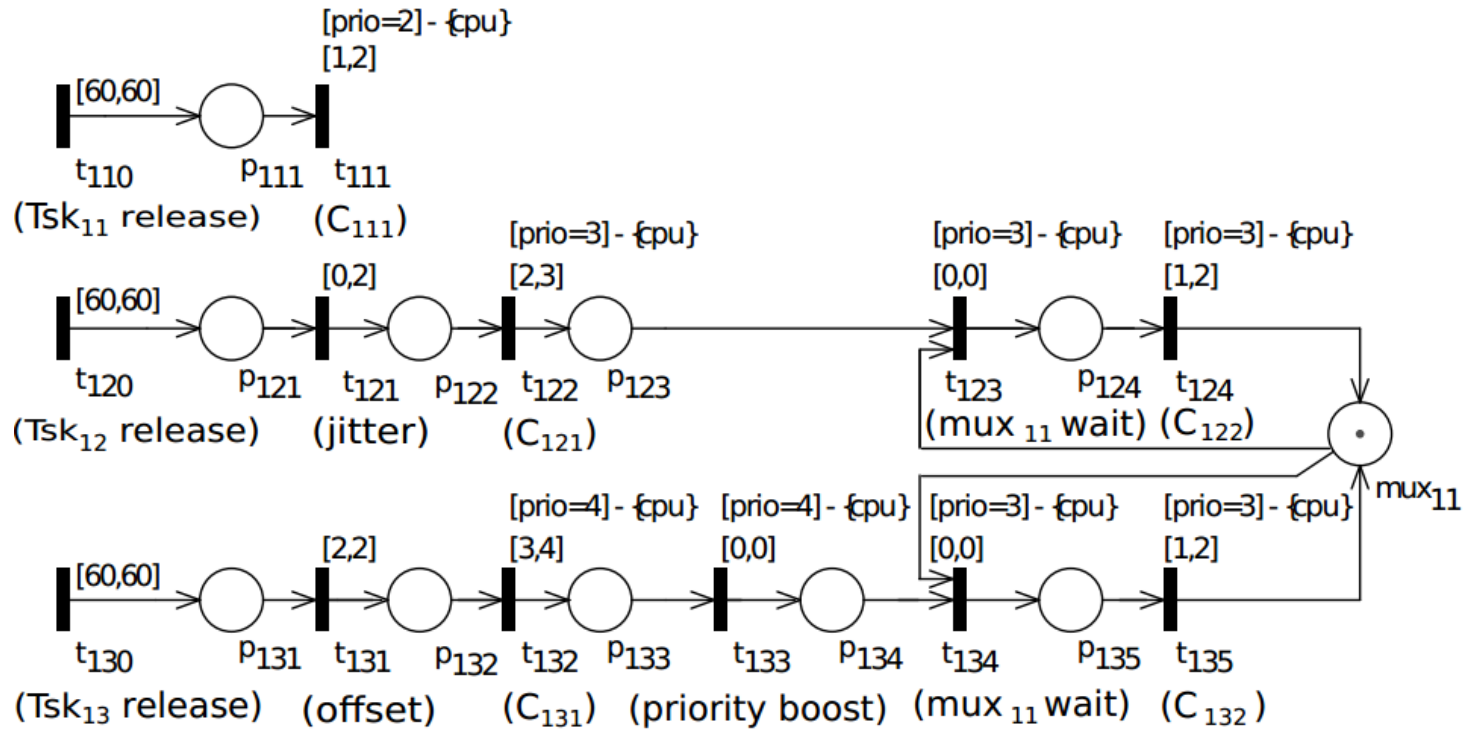 [prio=2] - {cpu}
[1,2]
[60,60]
t110 p111 t111
(Tsk11 release) (C111)
[prio=3] - {cpu} [prio=3] - {cpu} [prio=3] - {cpu}
[60,60] [0,2] [2,3] [0,0] [1,2]
t120 p121 t121 p122 t122 p123 t123 p124 t124
(Tsk12 release) (jitter) (C121) (mux 11 wait) (C122)
mux11
[prio=4] - {cpu} [prio=4] - {cpu} [prio=3] - {cpu} [prio=3] - {cpu}
[60,60] [2,2] [3,4] [0,0] [0,0] [1,2]
t130 p131 t131 p132 t132 p133 t133 p134 t134 p135 t135
(Tsk13 release) (offset) (C131) (priority boost) (mux 11 wait) (C132)